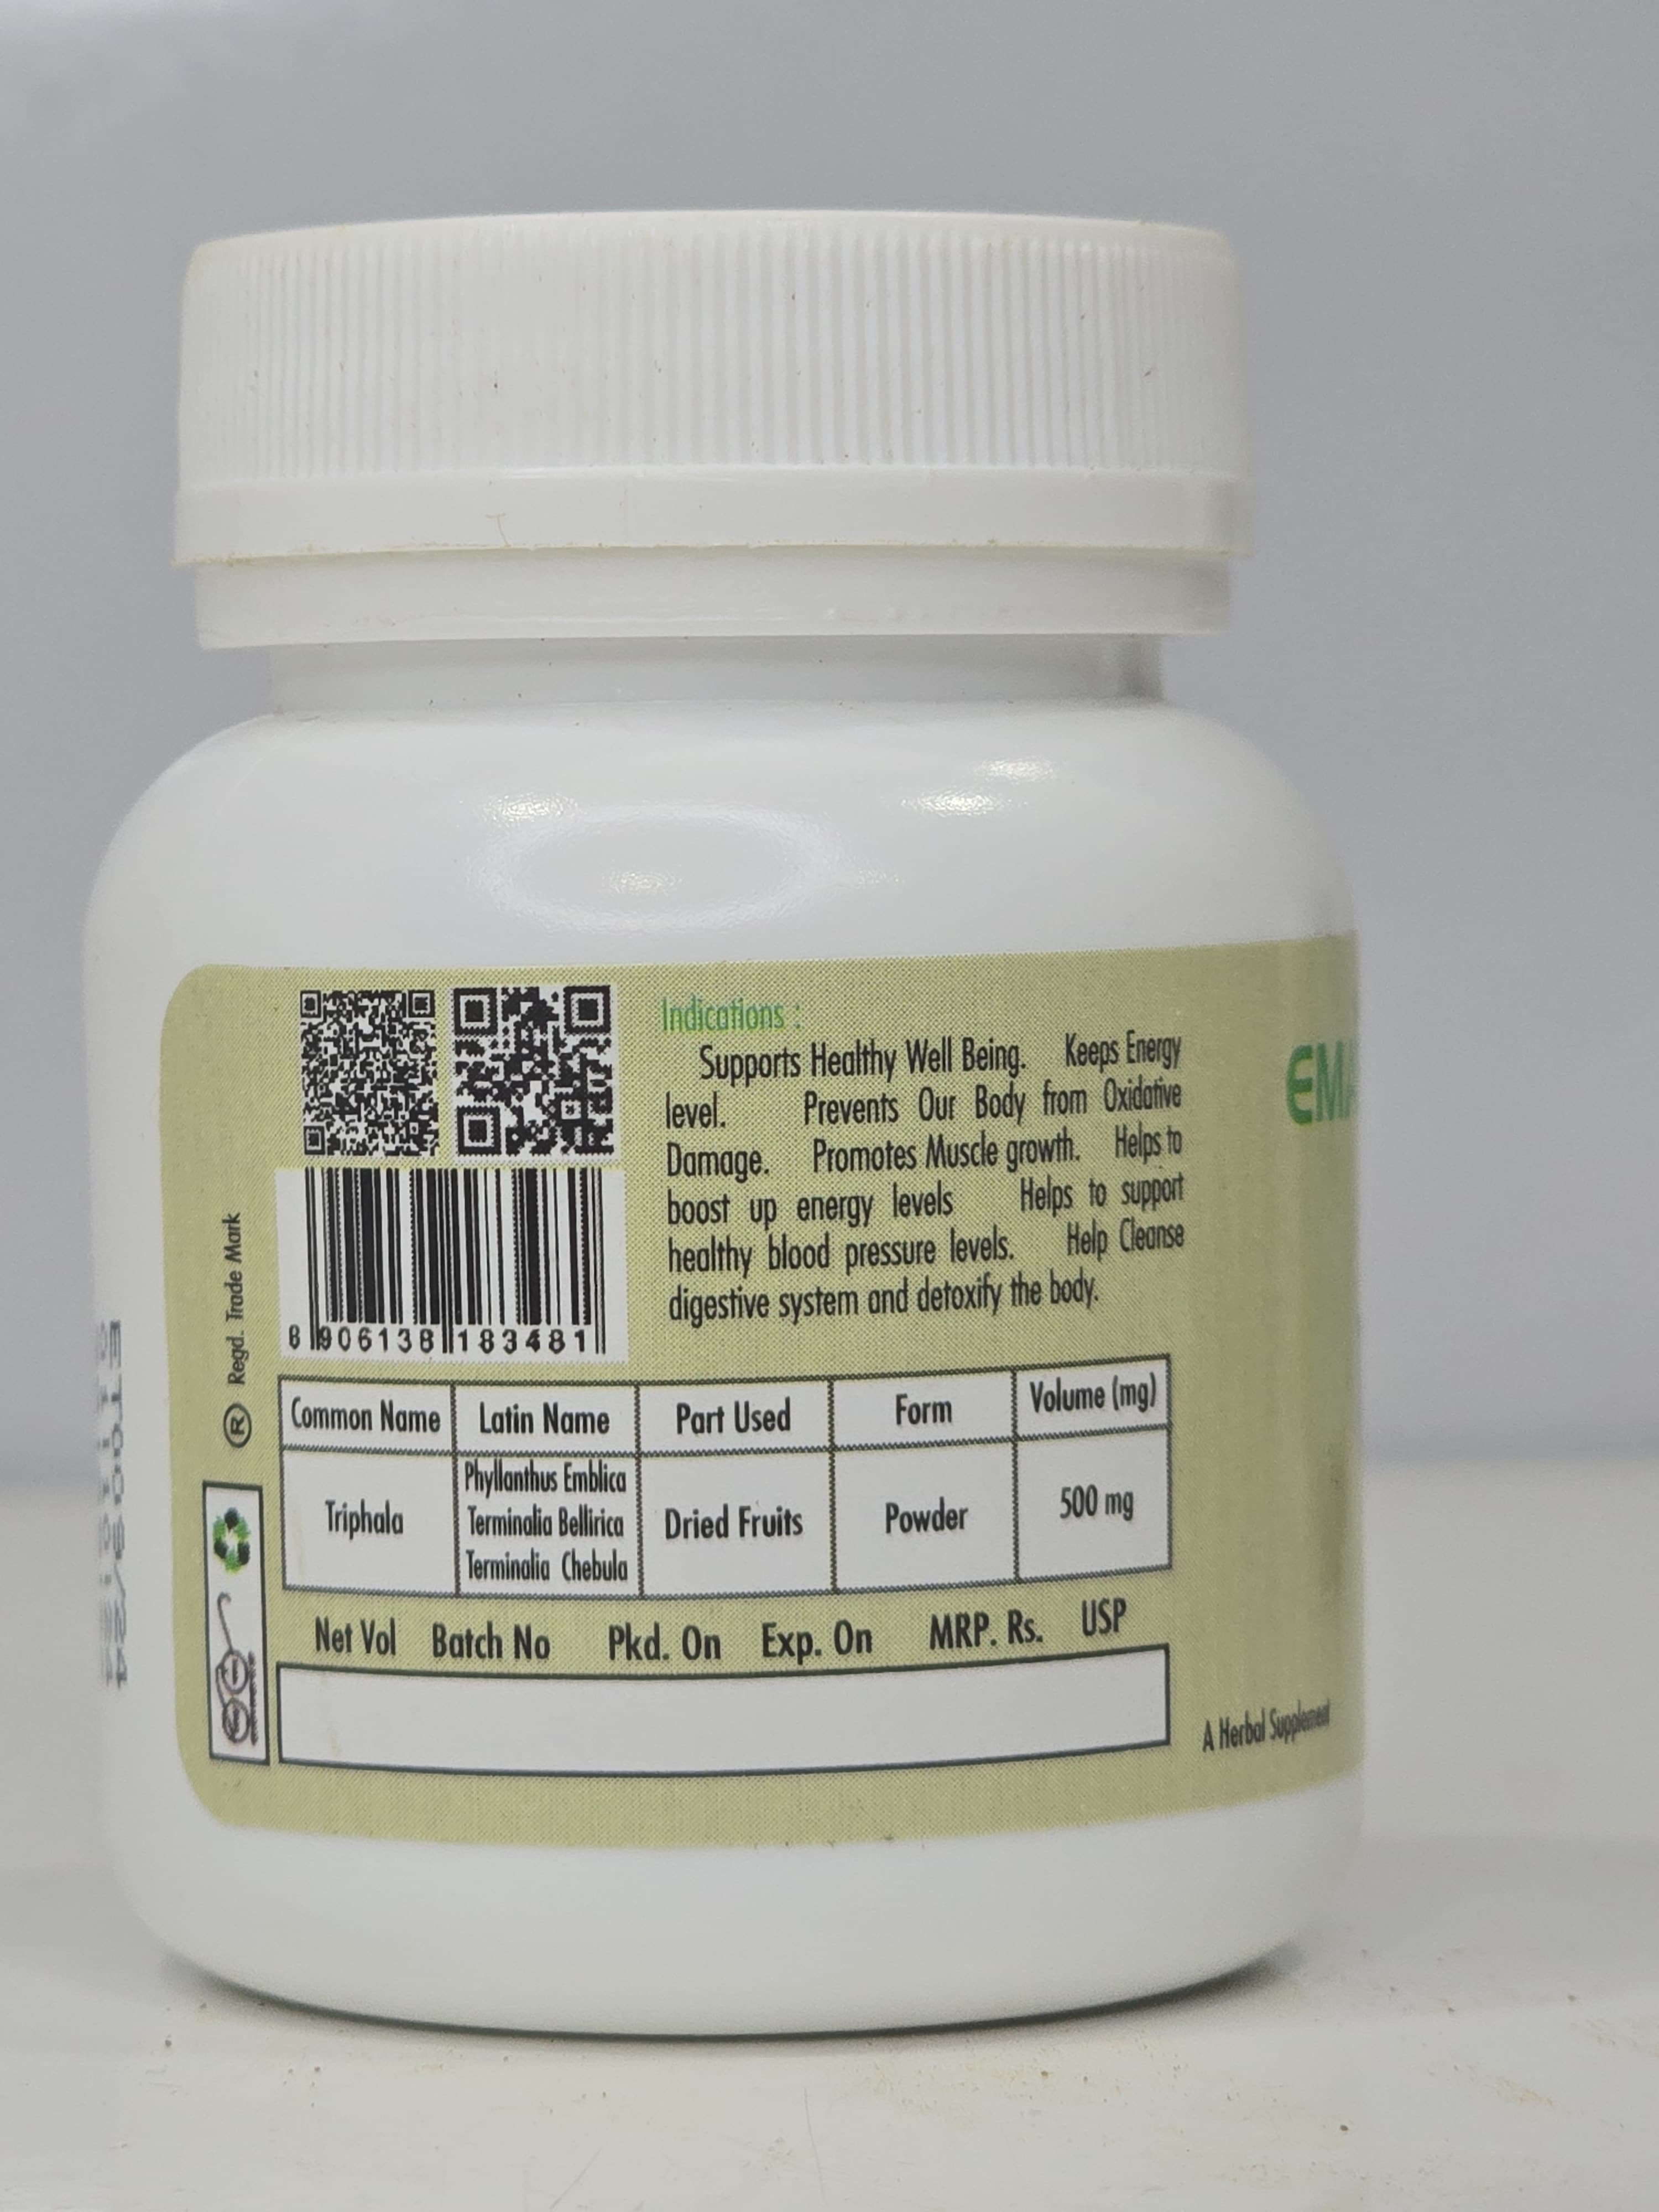 Indications :
Supports Healthy Well Being. Keeps Energy
level. Prevents Our Body from Oxidative
Damage. Promotes Muscle growth. Helps to
boost up energy levels Helps to support
healthy blood pressure levels. Help Cleanse
digestive system and detoxify the body.
8 906138 183481
® Regd. Trade Mark
Common Name Latin Name Part Used Form Volume (mg)
Phyllanthus Emblica
Triphala Terminalia Bellirica Dried Fruits Powder 500 mg
Terminalia Chebula
Net Vol Batch No Pkd. On Exp. On MRP. Rs. USP
A Herbal Supplement